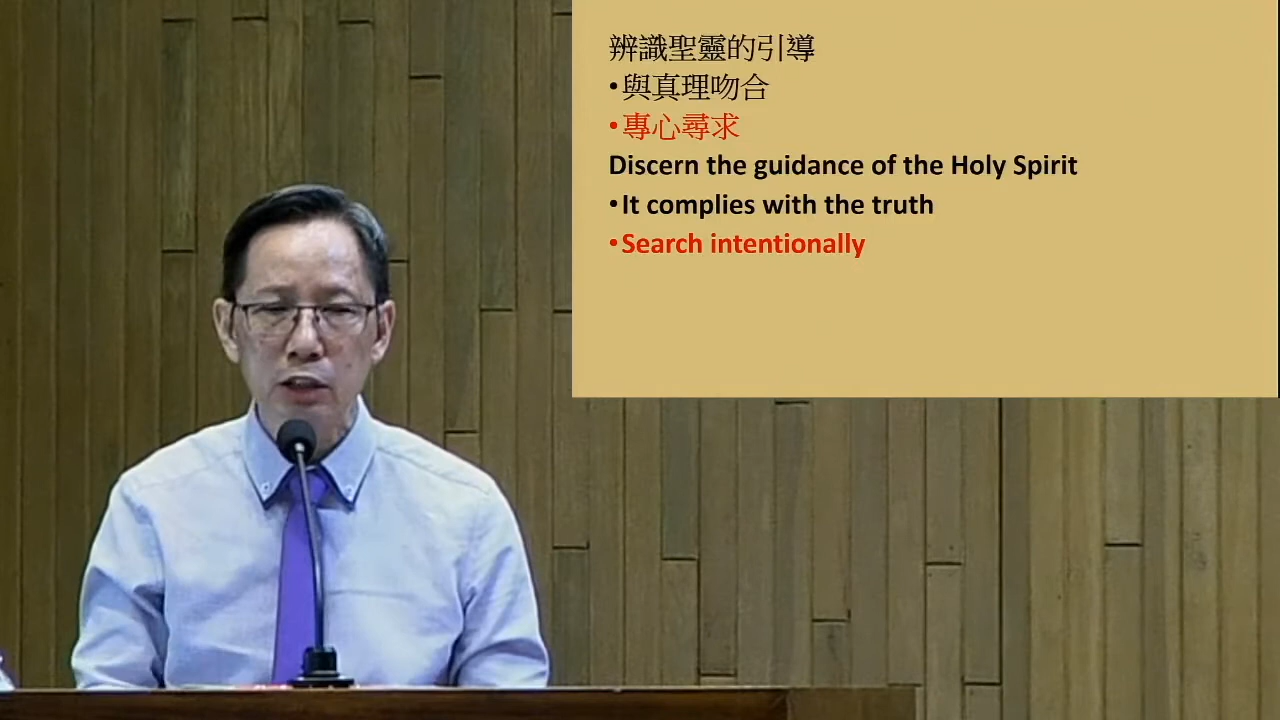 辨識聖靈的引導
•與真理吻合
•專心尋求
Discern the guidance of the Holy Spirit
•It complies with the truth
•Search intentionally